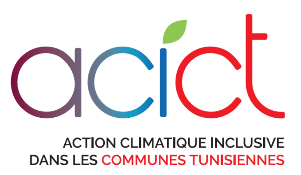 acict
ACTION CLIMATIQUE INCLUSIVE
DANS LES COMMUNES TUNISIENNES